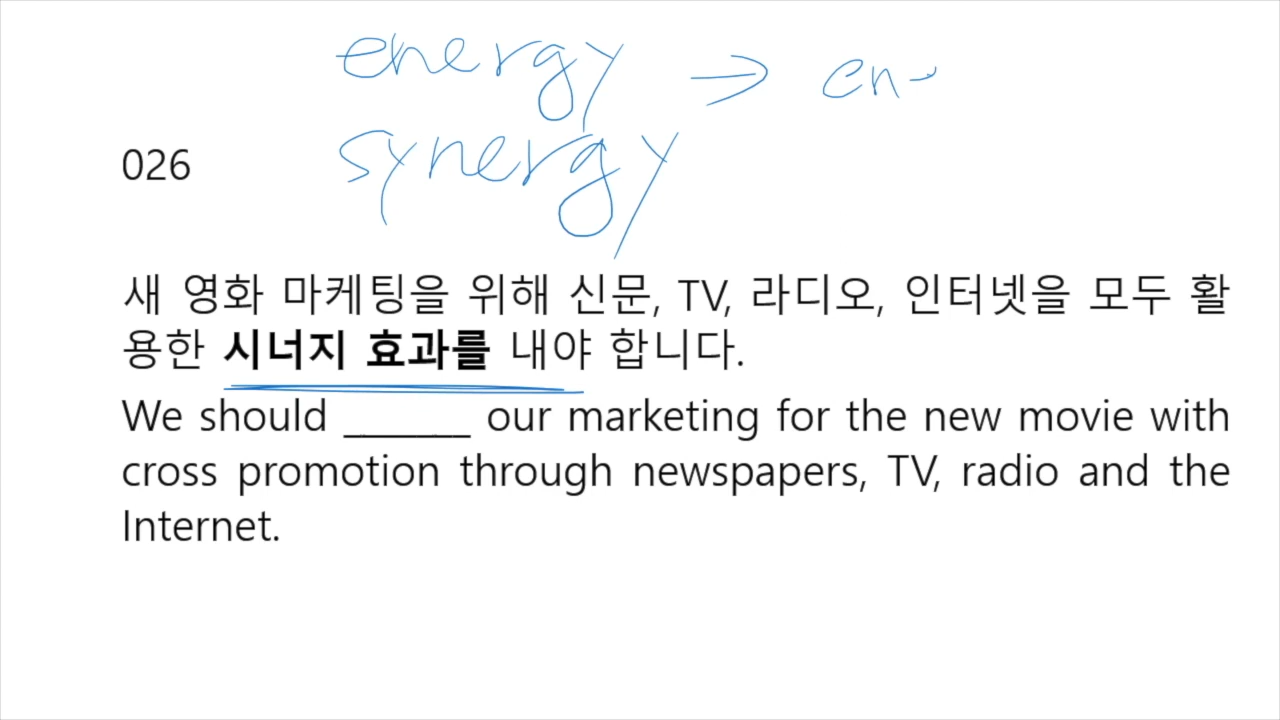 energy → en-
synergy
026
새 영화 마케팅을 위해 신문, TV, 라디오, 인터넷을 모두 활
용한 시너지 효과를 내야 합니다.
We should ______ our marketing for the new movie with
cross promotion through newspapers, TV, radio and the
Internet.